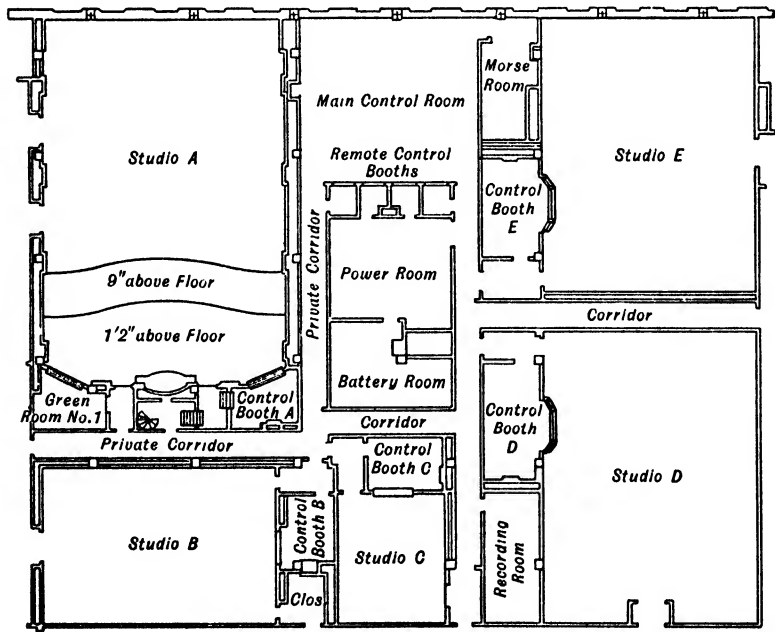 Studio A
9" above Floor
1'2" above Floor
Green
Room No.1
Control
Booth A
Private Corridor
Studio B
Control
Booth B
Clos
Main Control Room
Remote Control
Booths
Private Corridor
Power Room
Battery Room
Corridor
Control
Booth C
Studio C
Morse
Room
Control
Booth
E
Studio E
Corridor
Control
Booth
D
Studio D
Recording
Room